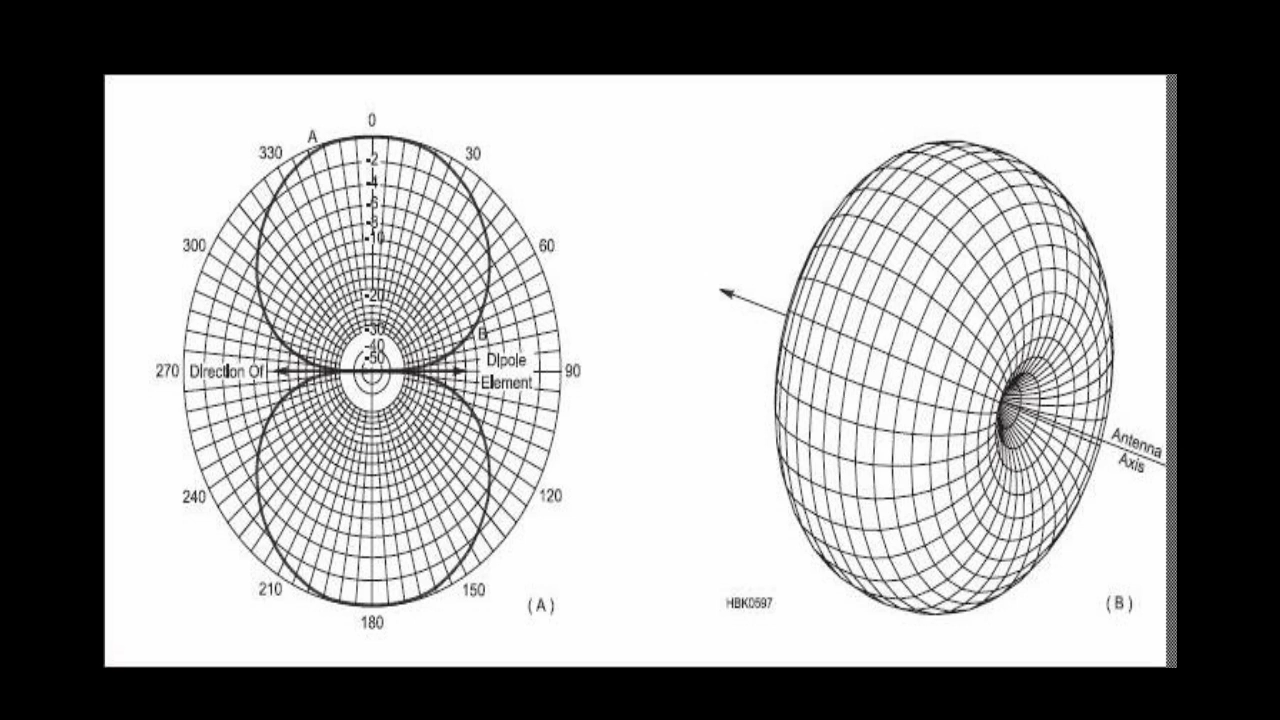 0
A
330
30
-2
-4
-6
-8
-10
300
60
-20
-30
B
-40
-50
270
Direction Of
Dipole
Element
90
240
120
210
150
180
(A)
Antenna
Axis
HBK0597
(B)